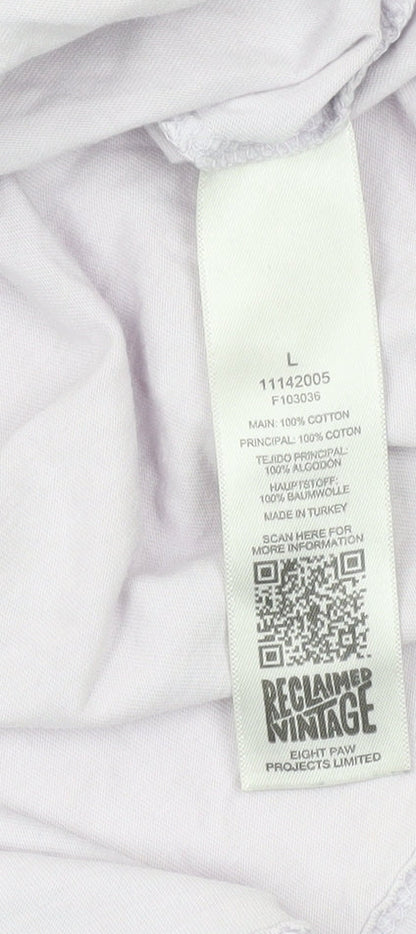 L
11142005
F103036
MAIN: 100% COTTON
PRINCIPAL: 100% COTON
TEJIDO PRINCIPAL:
100% ALGODÓN
HAUPTSTOFF:
100% BAUMWOLLE
MADE IN TURKEY
SCAN HERE FOR
MORE INFORMATION
RECLAIMED
VINTAGE
EIGHT PAW
PROJECTS LIMITED